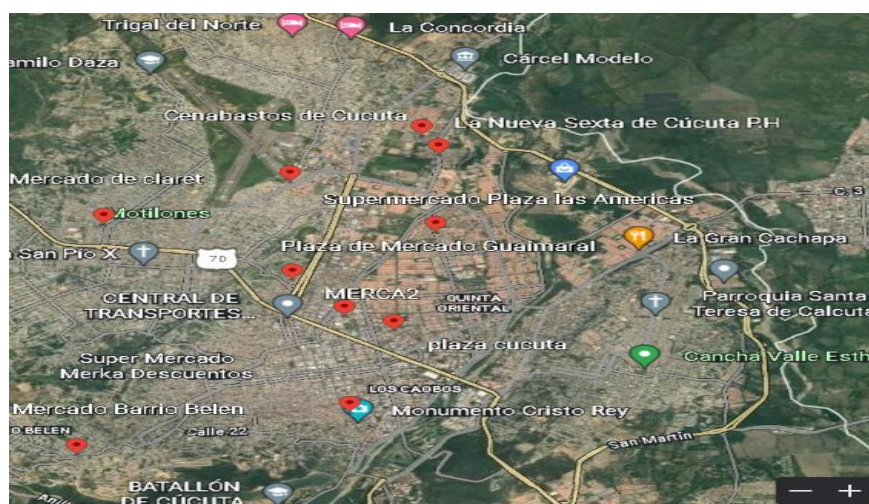 Trigal del Norte
La Concordia
amilo Daza
Cárcel Modelo
Cenabastos de Cucuta
La Nueva Sexta de Cúcuta P.H
Mercado de claret
Supermercado Plaza las Americas
Motilones
La Gran Cachapa
San Pío X
70
Plaza de Mercado Guaimaral
CENTRAL DE
TRANSPORTES...
MERCA2
QUINTA
ORIENTAL
Parroquia Santa
Teresa de Calcuta
plaza cucuta
Super Mercado
Merka Descuentos
Cancha Valle Esth
LOS CAOBOS
Mercado Barrio Belen
Monumento Cristo Rey
O BELEN
Calle 22
San Martín
BATALLÓN
DE CÚCUTA